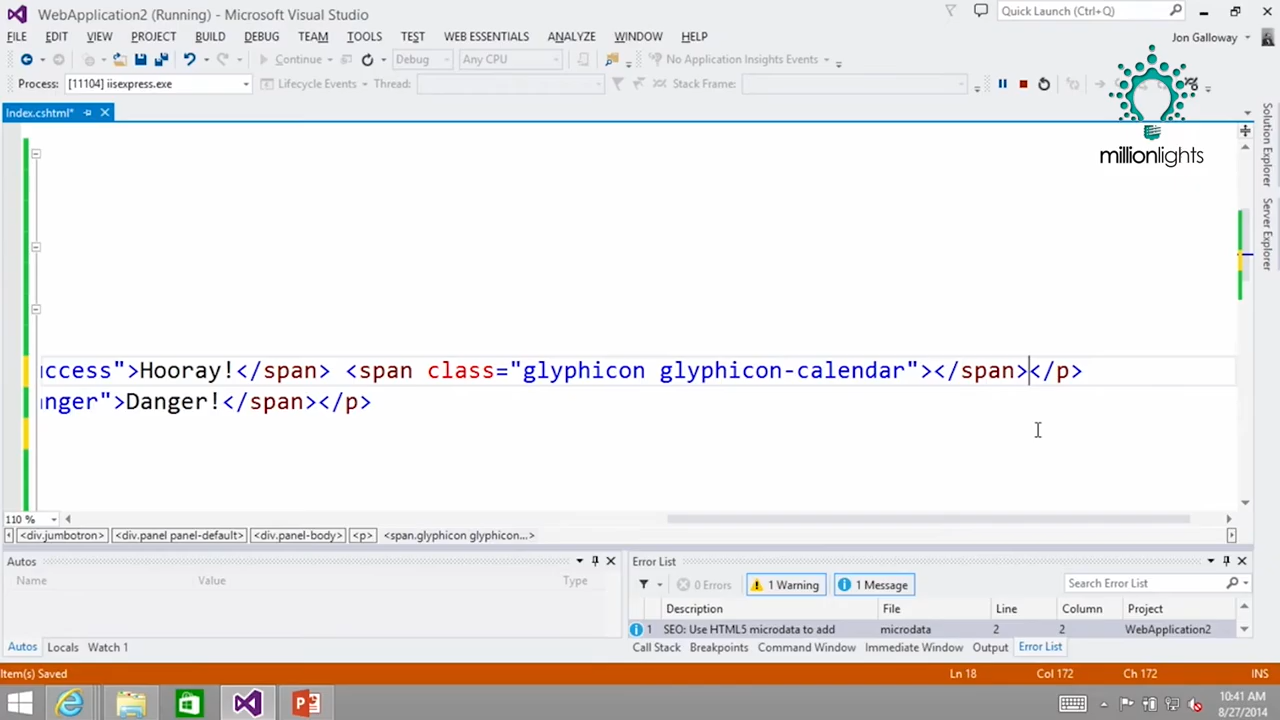 WebApplication2 (Running) - Microsoft Visual Studio
Quick Launch (Ctrl+Q)
FILE EDIT VIEW PROJECT BUILD DEBUG TEAM TOOLS TEST WEB ESSENTIALS ANALYZE WINDOW HELP
Jon Galloway
Continue Debug Any CPU No Application Insights Events
Process: [11104] iisexpress.exe Lifecycle Events Thread: Stack Frame:
Index.cshtml*
millionlights
Solution Explorer
Server Explorer
uccess">Hooray!</span> <span class="glyphicon glyphicon-calendar"></span></p>
nger">Danger!</span></p>
110 %
<div.jumbotron> <div.panel panel-default> <div.panel-body> <p> <span.glyphicon glyphicon...>
Autos
Name Value Type
Error List
0 Errors 1 Warning 1 Message
Search Error List
Description File Line Column Project
1 SEO: Use HTML5 microdata to add microdata 2 2 WebApplication2
Autos Locals Watch 1
Call Stack Breakpoints Command Window Immediate Window Output Error List
Item(s) Saved
Ln 18 Col 172 Ch 172 INS
10:41 AM
8/27/2014